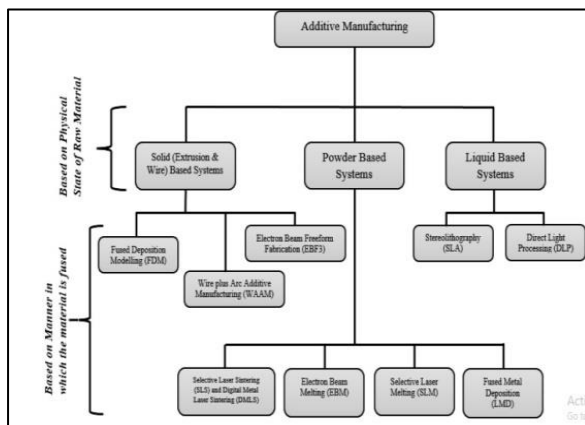 Additive Manufacturing
Based on Physical
State of Raw Material
Solid (Extrusion &
Wire) Based Systems
Powder Based
Systems
Liquid Based
Systems
Based on Manner in
which the material is fused
Fused Deposition
Modelling (FDM)
Electron Beam Freeform
Fabrication (EBF3)
Wire plus Arc Additive
Manufacturing (WAAM)
Stereolithography
(SLA)
Direct Light
Processing (DLP)
Selective Laser Sintering
(SLS) and Digital Metal
Laser Sintering (DMLS)
Electron Beam
Melting (EBM)
Selective Laser
Melting (SLM)
Fused Metal
Deposition
(LMD)
Acti
Go to